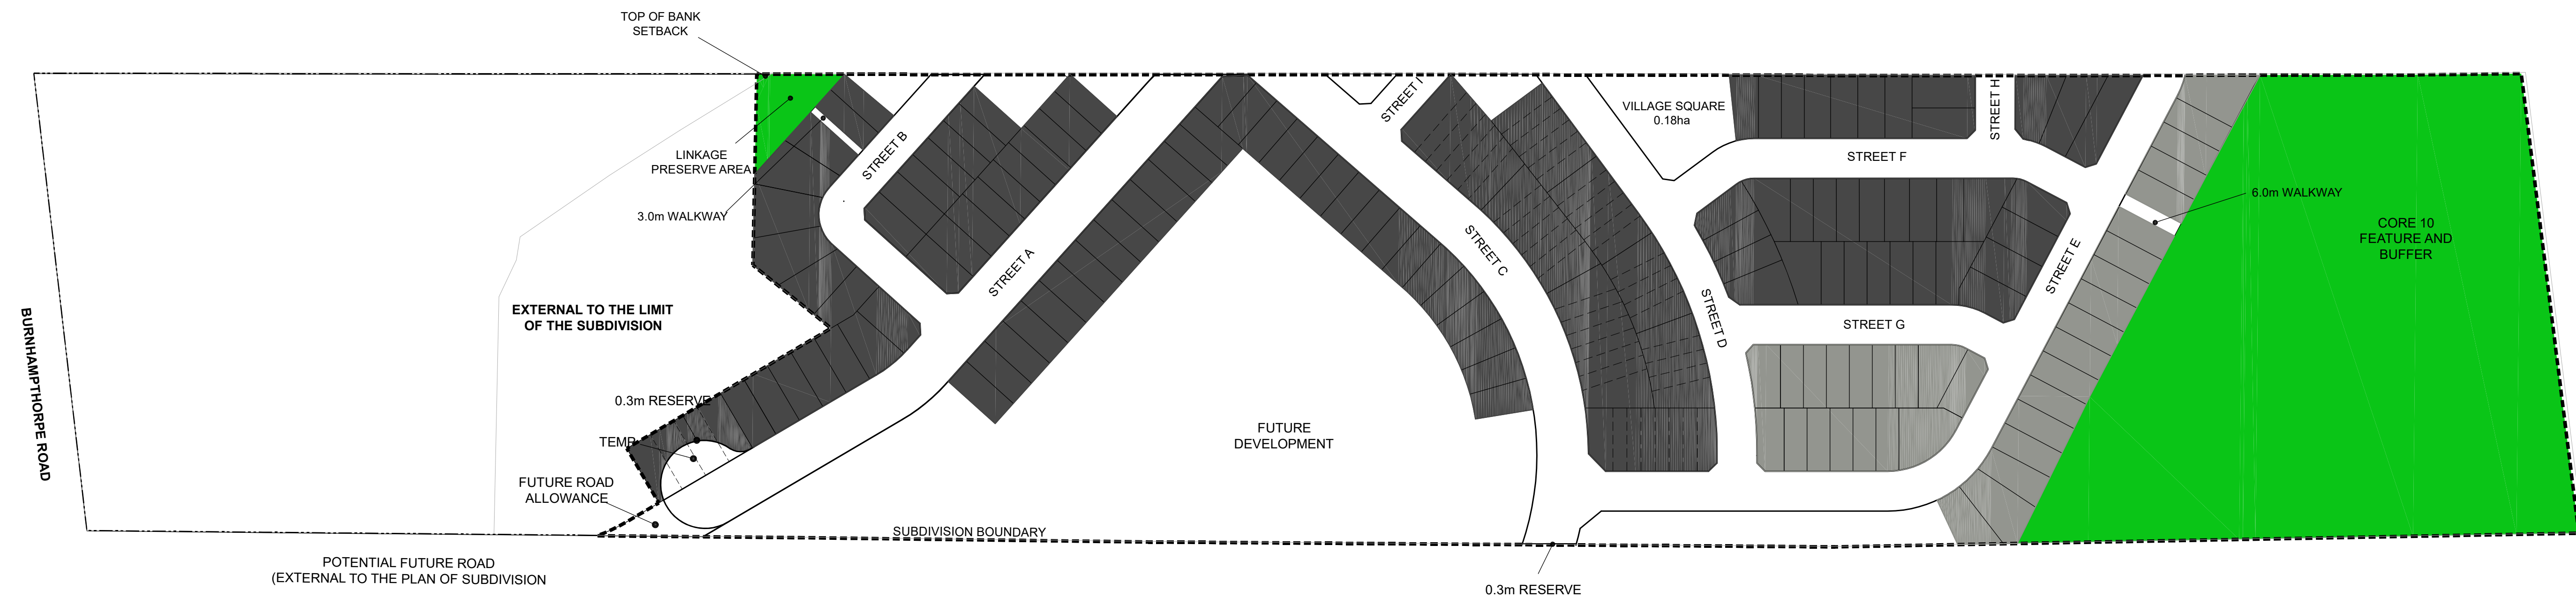 TOP OF BANK
SETBACK
LINKAGE
PRESERVE AREA
3.0m WALKWAY
EXTERNAL TO THE LIMIT
OF THE SUBDIVISION
BURNHAMPTHORPE ROAD
0.3m RESERVE
TEMP
FUTURE ROAD
ALLOWANCE
POTENTIAL FUTURE ROAD
(EXTERNAL TO THE PLAN OF SUBDIVISION
SUBDIVISION BOUNDARY
STREET B
STREET A
FUTURE
DEVELOPMENT
STREET I
STREET C
0.3m RESERVE
VILLAGE SQUARE
0.18ha
STREET D
STREET F
STREET H
STREET G
STREET E
6.0m WALKWAY
CORE 10
FEATURE AND
BUFFER